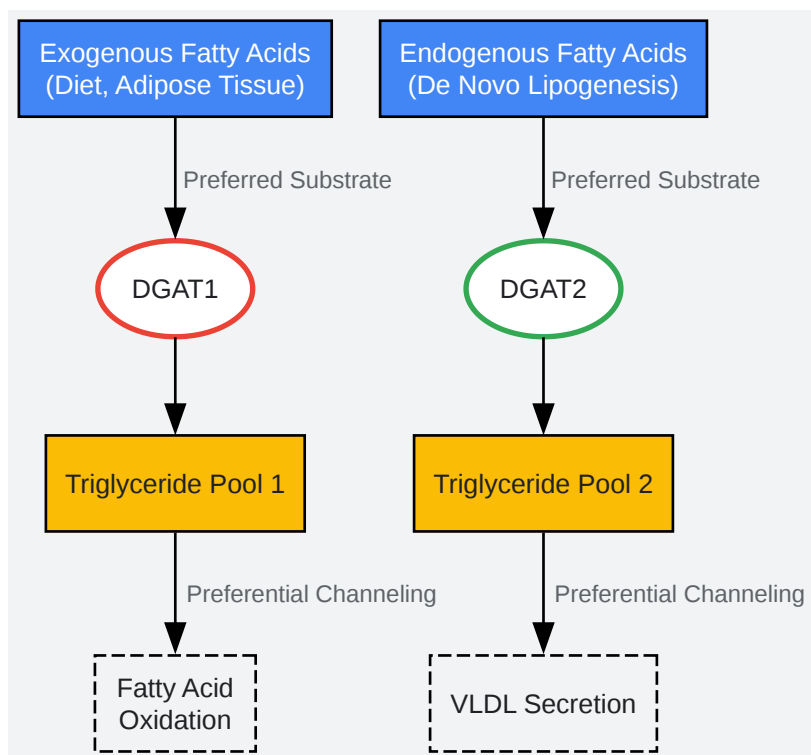 Exogenous Fatty Acids
(Diet, Adipose Tissue)
Endogenous Fatty Acids
(De Novo Lipogenesis)
Preferred Substrate
Preferred Substrate
DGAT1
DGAT2
Triglyceride Pool 1
Triglyceride Pool 2
Preferential Channeling
Preferential Channeling
Fatty Acid
Oxidation
VLDL Secretion